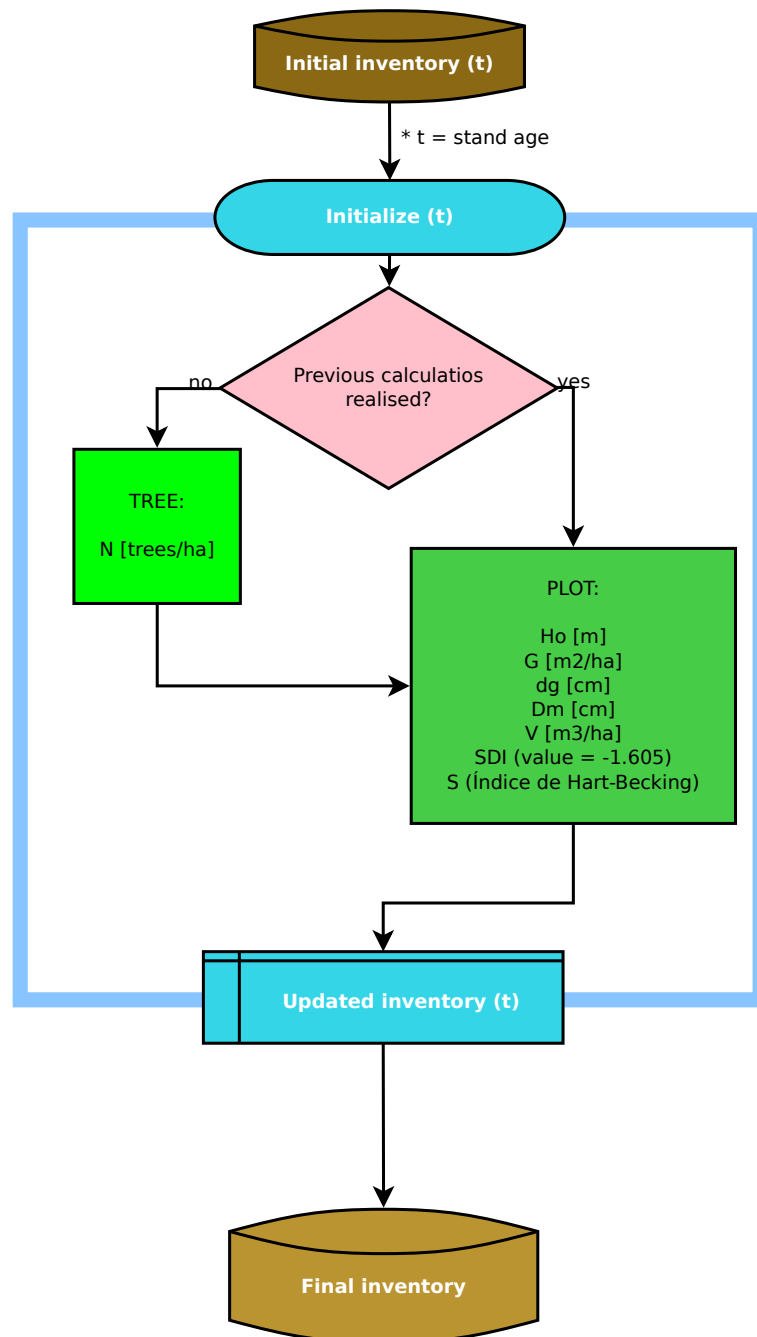 Initial inventory (t)
* t = stand age
Initialize (t)
Previous calculatios
realised?
no
yes
TREE:
N [trees/ha]
PLOT:
Ho [m]
G [m2/ha]
dg [cm]
Dm [cm]
V [m3/ha]
SDI (value = -1.605)
S (Índice de Hart-Becking)
Updated inventory (t)
Final inventory